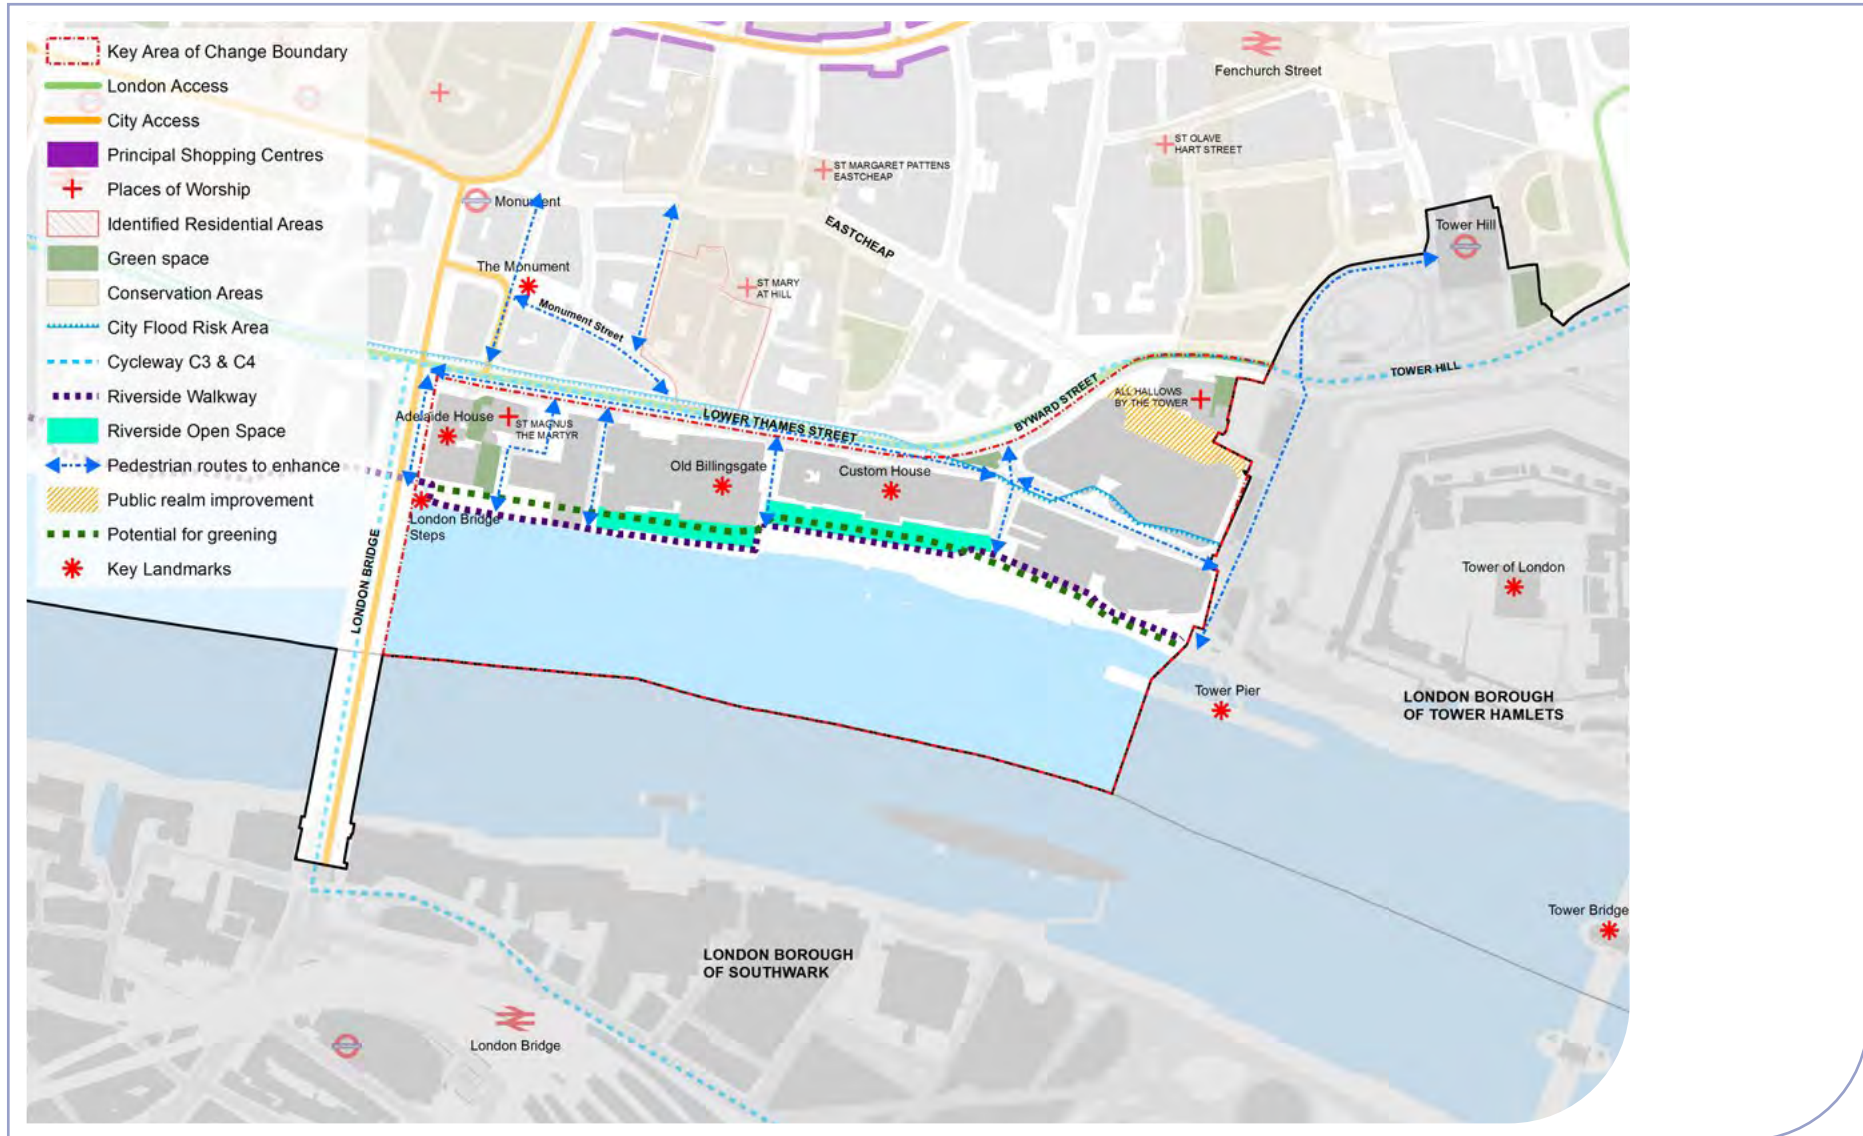 Key Area of Change Boundary
London Access
City Access
Principal Shopping Centres
Places of Worship
Identified Residential Areas
Green space
Conservation Areas
City Flood Risk Area
Cycleway C3 & C4
Riverside Walkway
Riverside Open Space
Pedestrian routes to enhance
Public realm improvement
Potential for greening
Key Landmarks
Fenchurch Street
ST OLAVE
HART STREET
ST MARGARET PATTENS
EASTCHEAP
Monument
EASTCHEAP
Tower Hill
The Monument
ST MARY
AT HILL
Monument Street
TOWER HILL
ALL HALLOWS
BY THE TOWER
BYWARD STREET
LOWER THAMES STREET
Adelaide House
ST MAGNUS
THE MARTYR
Old Billingsgate
Custom House
London Bridge
Steps
LONDON BRIDGE
Tower of London
Tower Pier
LONDON BOROUGH
OF TOWER HAMLETS
Tower Bridge
LONDON BOROUGH
OF SOUTHWARK
London Bridge